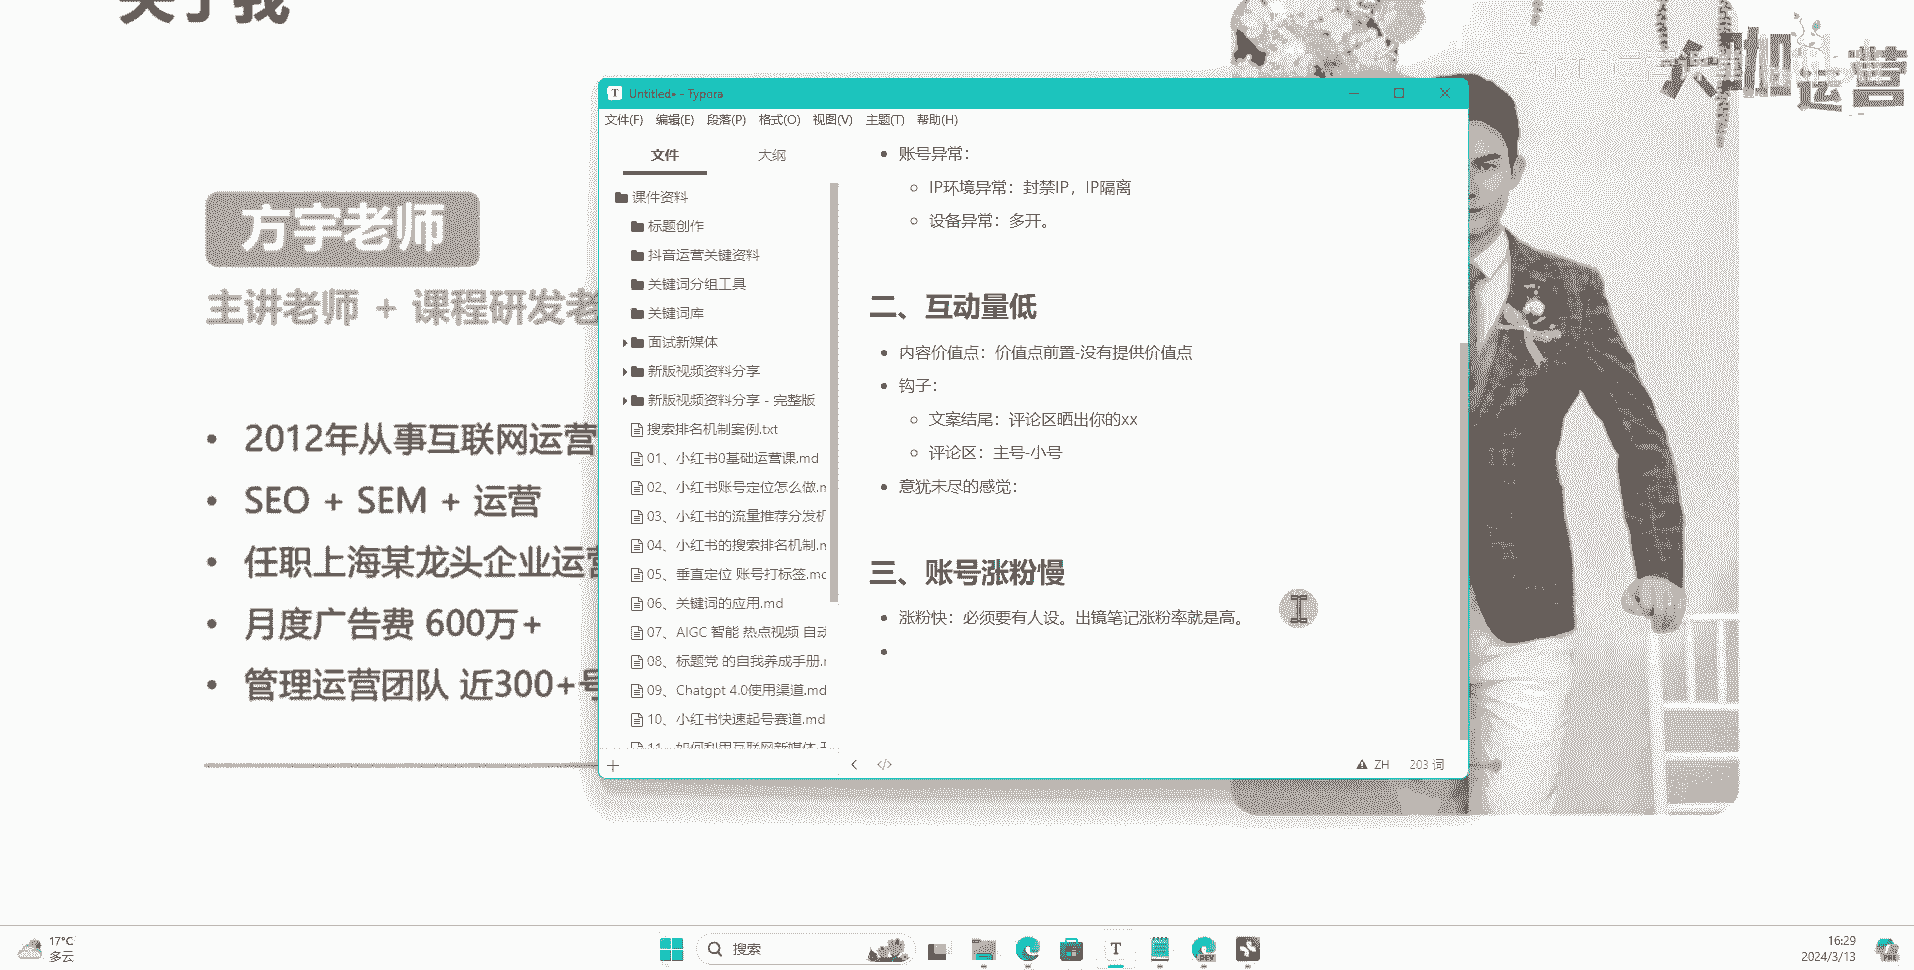 关于我
大咖运营
方宇老师
主讲老师 + 课程研发老
• 2012年从事互联网运营
• SEO + SEM + 运营
• 任职上海某龙头企业运营
• 月度广告费 600万+
• 管理运营团队 近300+号
Untitled• - Typora
文件(F) 编辑(E) 段落(P) 格式(O) 视图(V) 主题(T) 帮助(H)
文件 大纲
课件资料
标题创作
抖音运营关键资料
关键词分组工具
关键词库
面试新媒体
新版视频资料分享
新版视频资料分享 - 完整版
搜索排名机制案例.txt
01、小红书0基础运营课.md
02、小红书账号定位怎么做.m
03、小红书的流量推荐分发机
04、小红书的搜索排名机制.m
05、垂直定位 账号打标签.md
06、关键词的应用.md
07、AIGC 智能 热点视频 自动
08、标题党 的自我养成手册.m
09、Chatgpt 4.0使用渠道.md
10、小红书快速起号赛道.md
11、如何利用互联网新媒体
• 账号异常：
IP环境异常：封禁IP，IP隔离
设备异常：多开。
二、互动量低
• 内容价值点：价值点前置-没有提供价值点
• 钩子：
文案结尾：评论区晒出你的xx
评论区：主号-小号
• 意犹未尽的感觉：
三、账号涨粉慢
• 涨粉快：必须要有人设。出镜笔记涨粉率就是高。
ZH 203 词
17°C
多云
搜索
16:29
2024/3/13